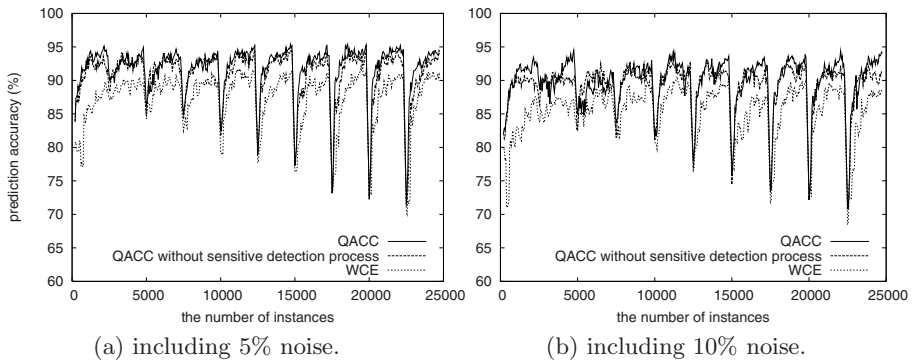 prediction accuracy (%)
100
95
90
85
80
75
70
65
60
0
5000
10000
15000
20000
25000
QACC
QACC without sensitive detection process
WCE
the number of instances
(a) including 5% noise.
100
95
90
85
80
75
70
65
60
0
5000
10000
15000
20000
25000
QACC
QACC without sensitive detection process
WCE
the number of instances
(b) including 10% noise.